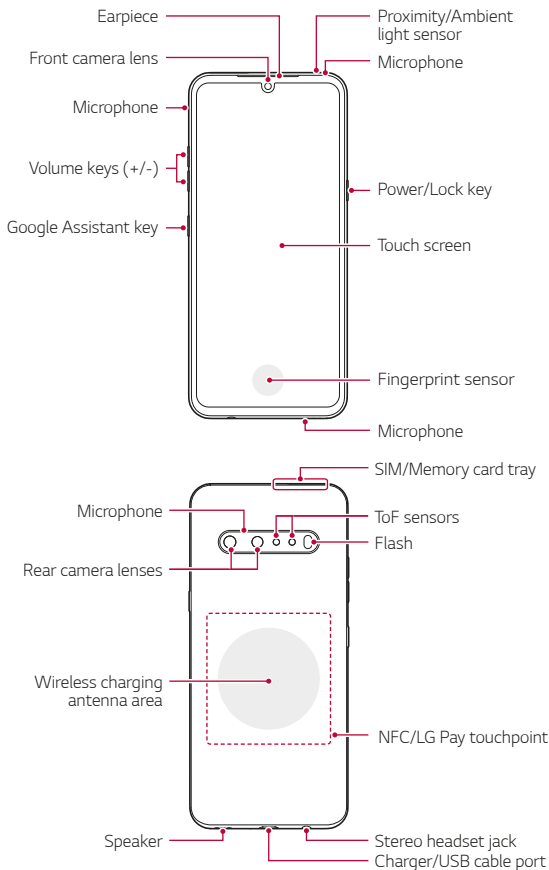 Earpiece
Proximity/Ambient
light sensor
Front camera lens
Microphone
Microphone
Volume keys (+/-)
Power/Lock key
Google Assistant key
Touch screen
Fingerprint sensor
Microphone
SIM/Memory card tray
Microphone
ToF sensors
Flash
Rear camera lenses
Wireless charging
antenna area
NFC/LG Pay touchpoint
Speaker
Stereo headset jack
Charger/USB cable port